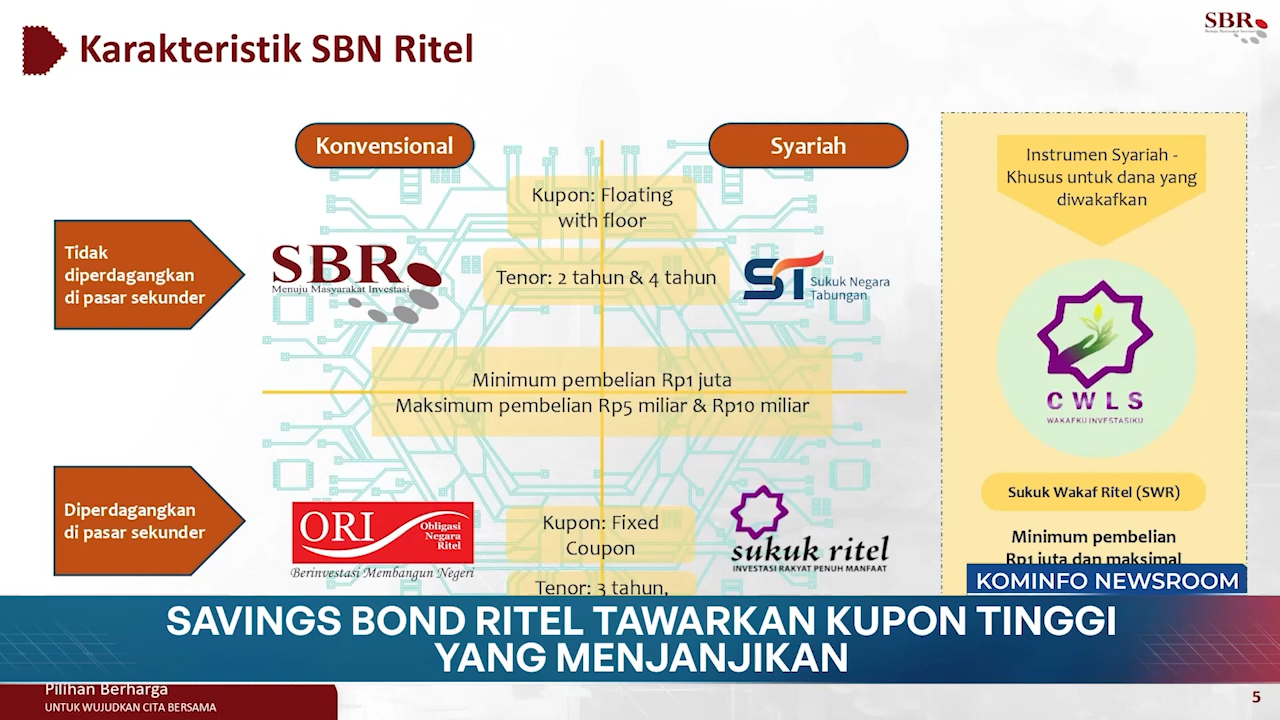 Karakteristik SBN Ritel
SBR
Konvensional
Syariah
Kupon: Floating
with floor
Tidak
diperdagangkan
di pasar sekunder
SBR
Menuju Masyarakat Investasi
Tenor: 2 tahun & 4 tahun
ST
Sukuk Negara
Tabungan
Minimum pembelian Rp1 juta
Maksimum pembelian Rp5 miliar & Rp10 miliar
Diperdagangkan
di pasar sekunder
ORI
Obligasi
Negara
Ritel
Berinvestasi Membangun Negeri
Kupon: Fixed
Coupon
Tenor: 3 tahun,
sukuk ritel
INVESTASI RAKYAT PENUH MANFAAT
Instrumen Syariah -
Khusus untuk dana yang
diwakafkan
CWLS
WAKAFKU INVESTASIKU
Sukuk Wakaf Ritel (SWR)
Minimum pembelian
Rp1 juta dan maksimal
KOMINFO NEWSROOM
SAVINGS BOND RITEL TAWARKAN KUPON TINGGI
YANG MENJANJIKAN
Pilihan Berharga
UNTUK WUJUDKAN CITA BERSAMA
5